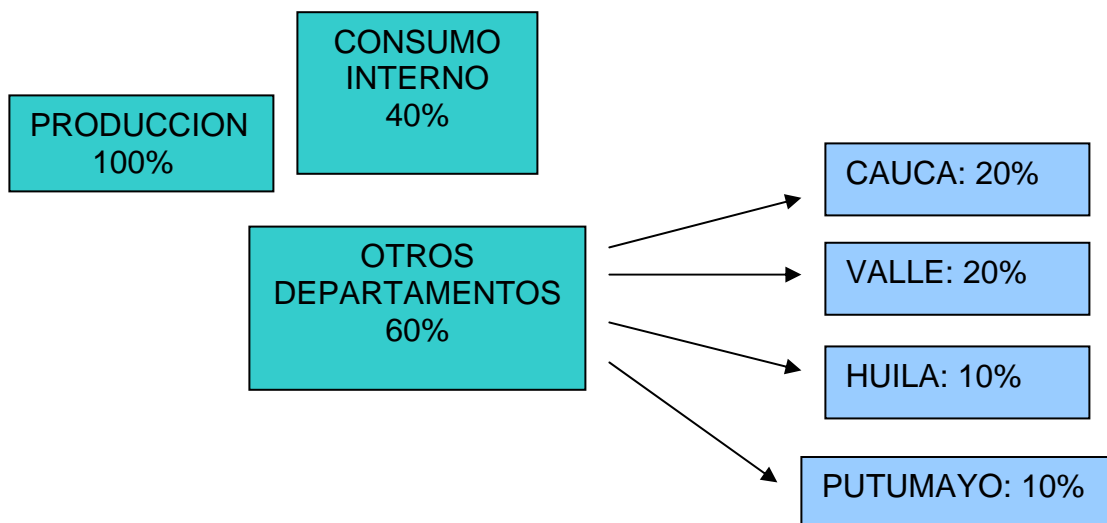 PRODUCCION
100%
CONSUMO
INTERNO
40%
OTROS
DEPARTAMENTOS
60%
CAUCA: 20%
VALLE: 20%
HUILA: 10%
PUTUMAYO: 10%